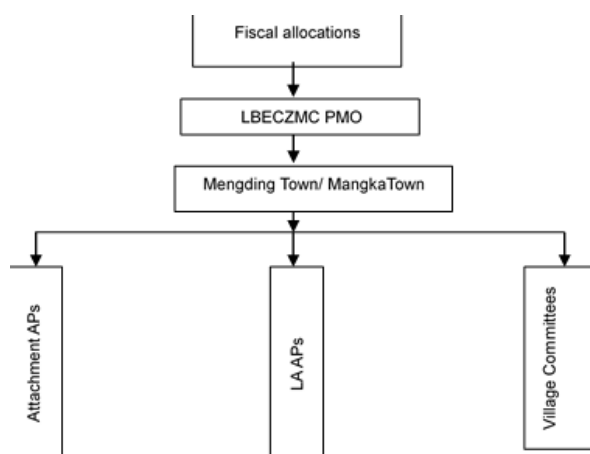 Fiscal allocations
LBECZMC PMO
Mengding Town/ MangkaTown
Attachment APs
LA APs
Village Committees